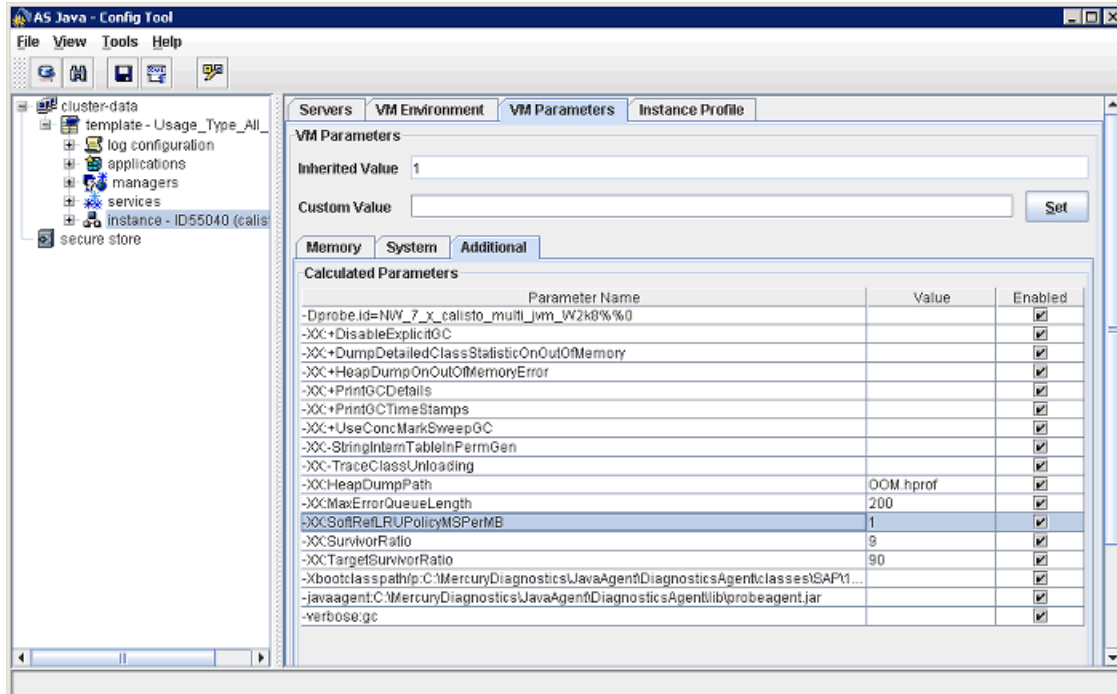 AS Java - Config Tool
File View Tools Help
cluster-data
template - Usage_Type_All_
log configuration
applications
managers
services
instance - ID55040 (calis
secure store
Servers VM Environment VM Parameters Instance Profile
VM Parameters
Inherited Value 1
Custom Value Set
Memory System Additional
Calculated Parameters
Parameter Name Value Enabled
-Dprobe.id=NW_7_x_calisto_multi_jvm_W2k8%%0
-XX:+DisableExplicitGC
-XX:+DumpDetailedClassStatisticOnOutOfMemory
-XX:+HeapDumpOnOutOfMemoryError
-XX:+PrintGCDetails
-XX:+PrintGCTimeStamps
-XX:+UseConcMarkSweepGC
-XX:-StringInternTableInPermGen
-XX:-TraceClassUnloading
-XX:HeapDumpPath OOM.hprof
-XX:MaxErrorQueueLength 200
-XX:SoftRefLRUPolicyMSPerMB 1
-XX:SurvivorRatio 9
-XX:TargetSurvivorRatio 90
-Xbootclasspath/p:C:\MercuryDiagnostics\JavaAgent\DiagnosticsAgent\classes\SAP\1...
-javaagent:C:\MercuryDiagnostics\JavaAgent\DiagnosticsAgent\lib\probeagent.jar
-verbose:gc